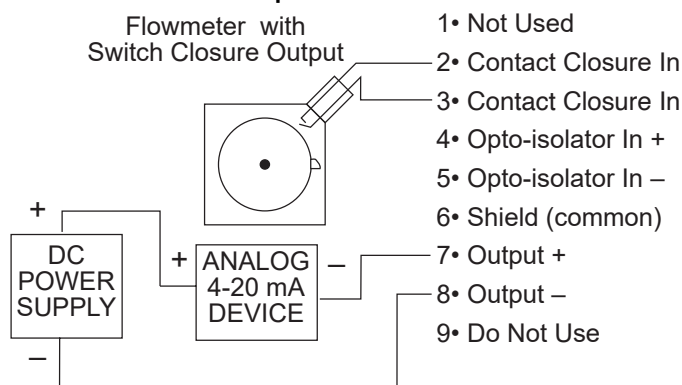 Flowmeter with
Switch Closure Output
1• Not Used
2• Contact Closure In
3• Contact Closure In
4• Opto-isolator In +
5• Opto-isolator In –
6• Shield (common)
7• Output +
8• Output –
9• Do Not Use
+
DC
POWER
SUPPLY
–
+
ANALOG
4-20 mA
DEVICE
–